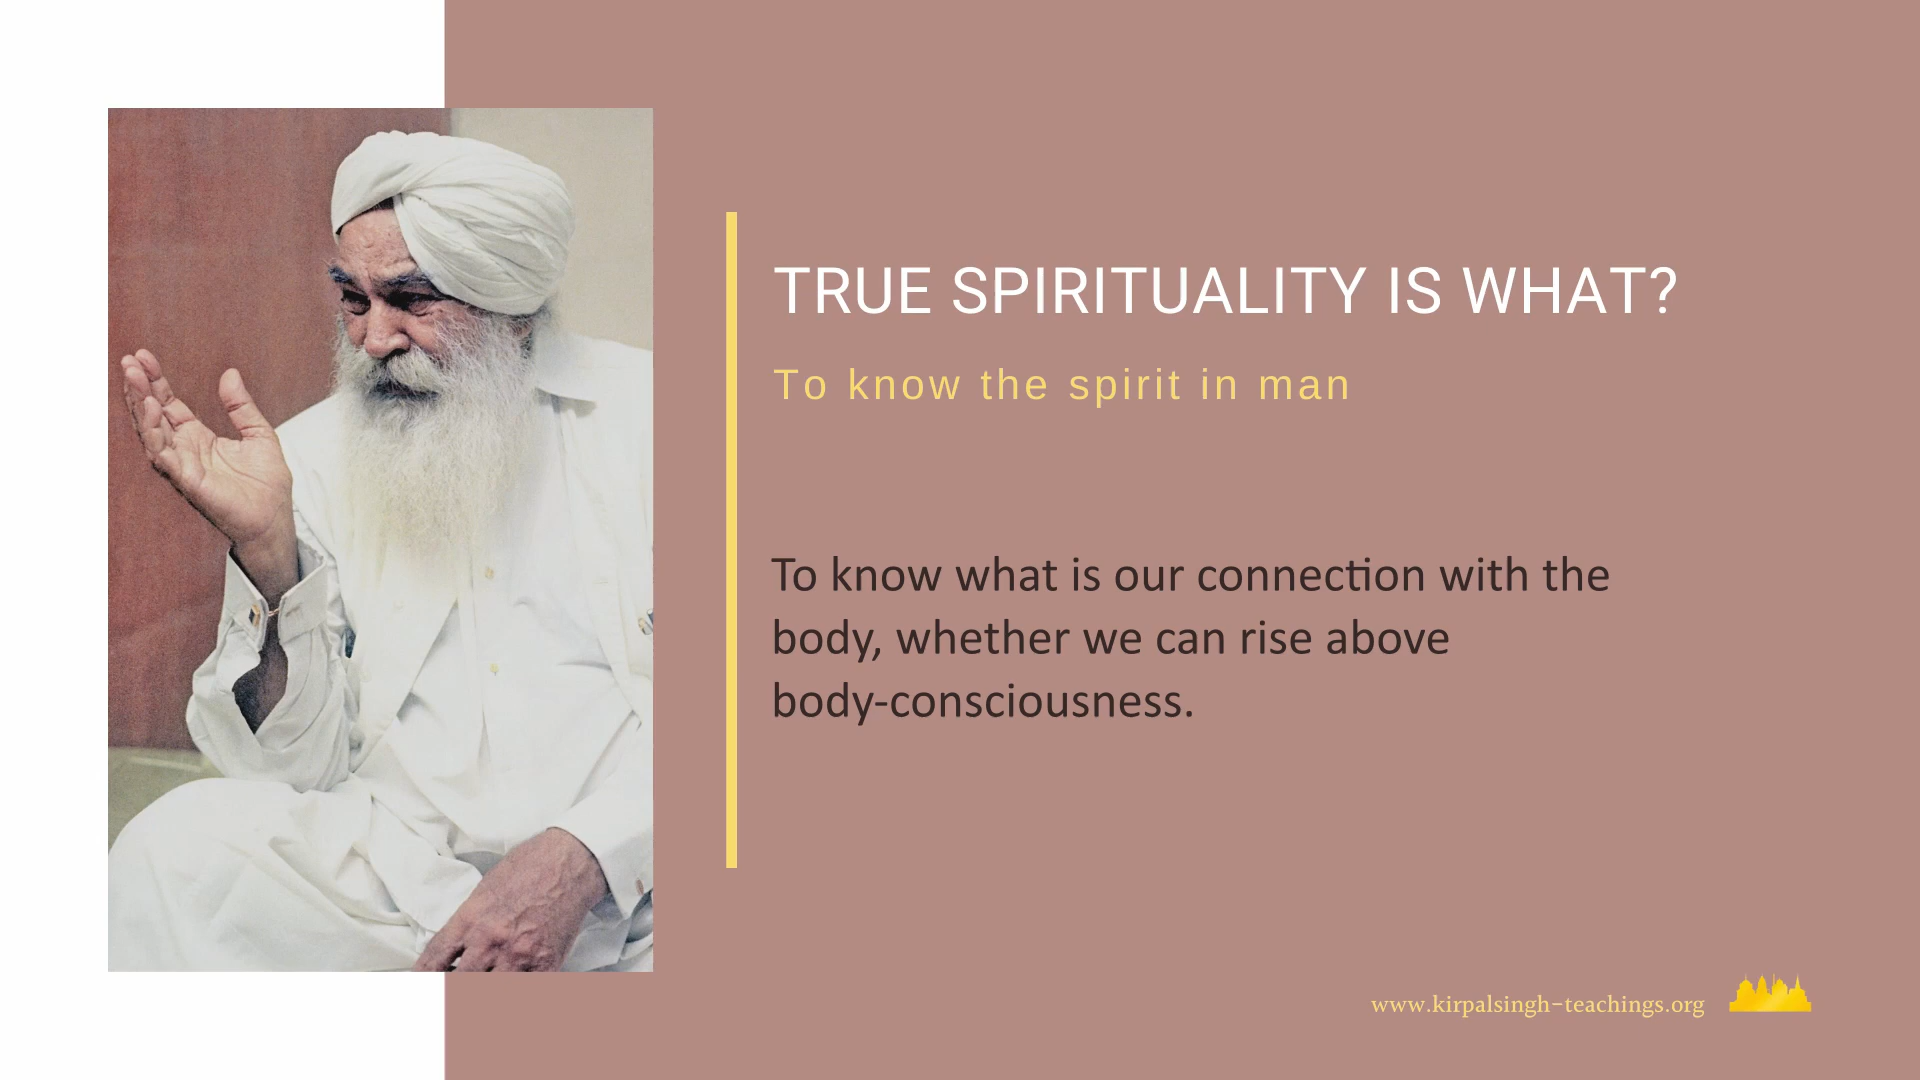 TRUE SPIRITUALITY IS WHAT?
To know the spirit in man
To know what is our connection with the
body, whether we can rise above
body-consciousness.
www.kirpalsingh-teachings.org